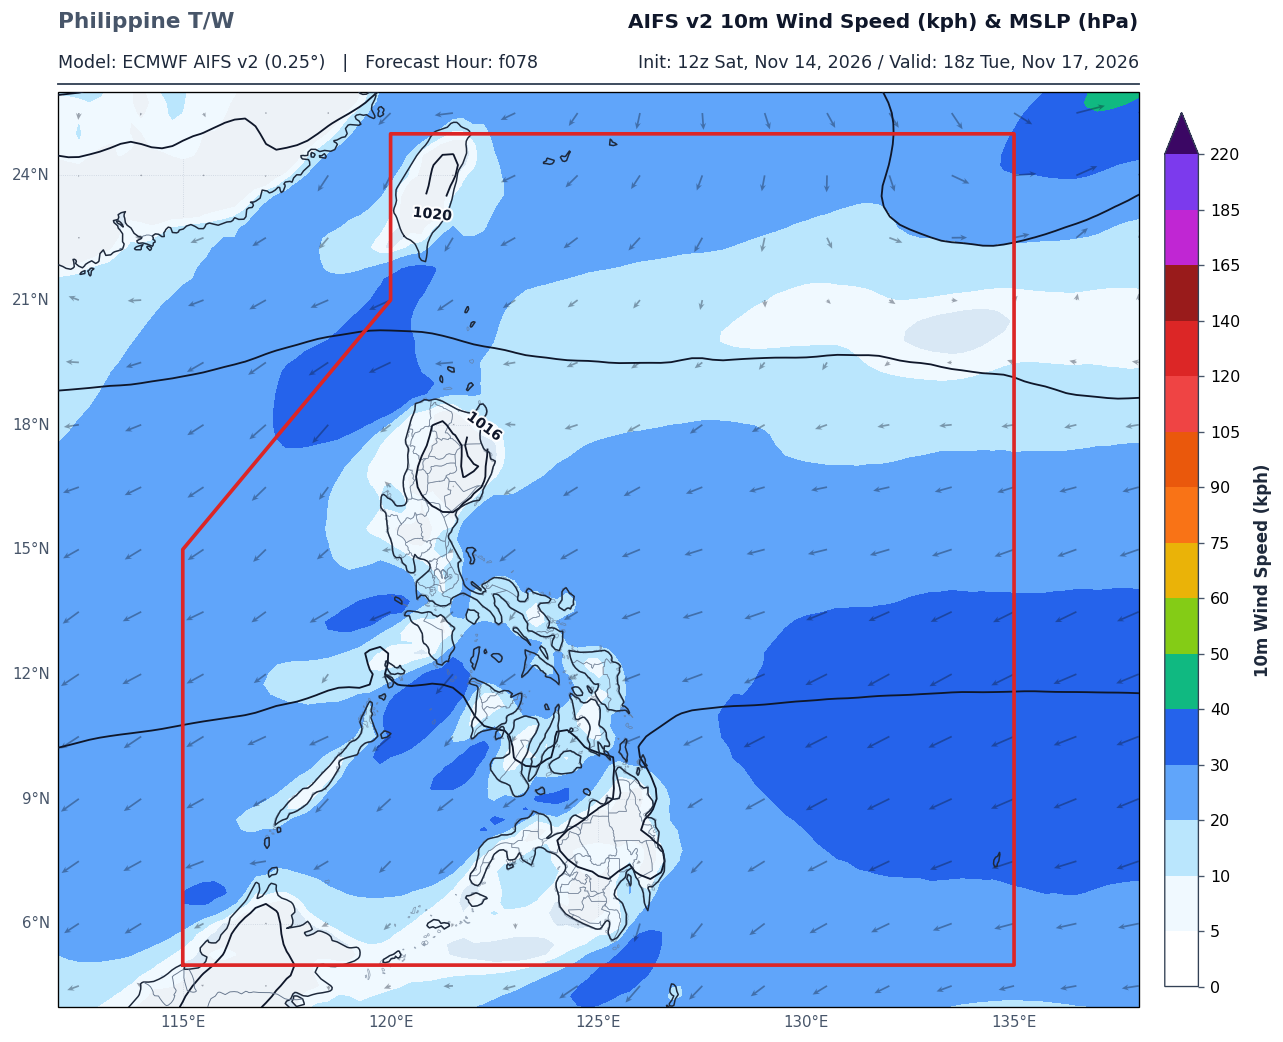 Philippine T/W
AIFS v2 10m Wind Speed (kph) & MSLP (hPa)
Model: ECMWF AIFS v2 (0.25°) | Forecast Hour: f078
Init: 12z Sat, Nov 14, 2026 / Valid: 18z Tue, Nov 17, 2026
24°N
21°N
18°N
15°N
12°N
9°N
6°N
1020
1016
115°E
120°E
125°E
130°E
135°E
220
185
165
140
120
105
90
75
60
50
40
30
20
10
5
0
10m Wind Speed (kph)